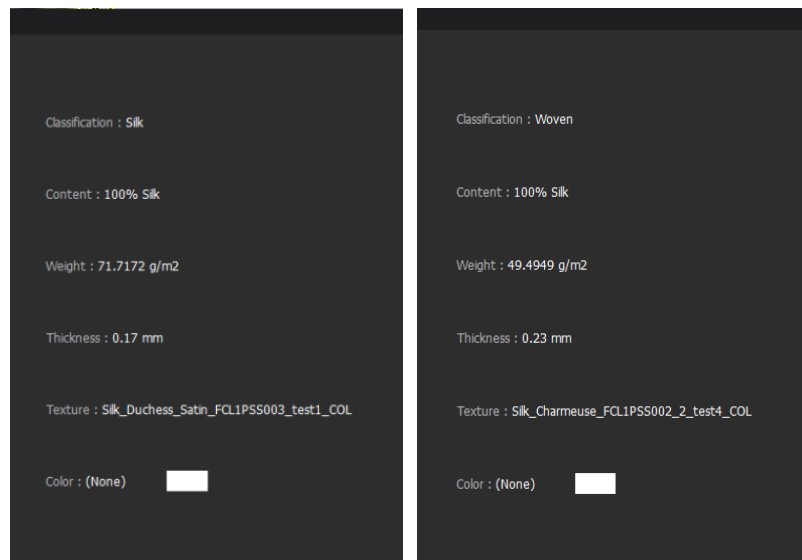 Classification : Silk
Content : 100% Silk
Weight : 71.7172 g/m2
Thickness : 0.17 mm
Texture : Silk_Duchess_Satin_FCL1PSS003_test1_COL
Color : (None)
Classification : Woven
Content : 100% Silk
Weight : 49.4949 g/m2
Thickness : 0.23 mm
Texture : Silk_Charmeuse_FCL1PSS002_2_test4_COL
Color : (None)